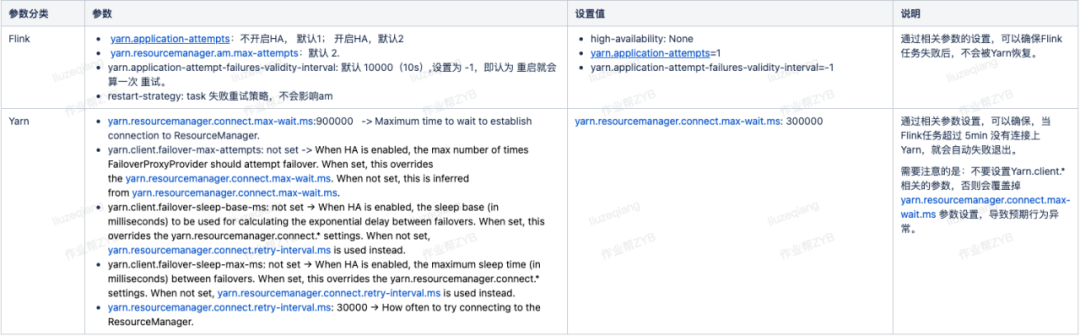 参数分类 参数 设置值 说明
Flink
yarn.application-attempts：不开启HA， 默认1； 开启HA，默认2
yarn.resourcemanager.am.max-attempts：默认 2.
yarn.application-attempt-failures-validity-interval: 默认 10000（10s）,设置为 -1，即认为 重启就会
算一次 重试。
restart-strategy: task 失败重试策略，不会影响am
high-availability: None
yarn.application-attempts=1
yarn.application-attempt-failures-validity-interval=-1
通过相关参数的设置，可以确保Flink
任务失败后，不会被Yarn恢复。
Yarn
yarn.resourcemanager.connect.max-wait.ms:900000 -> Maximum time to wait to establish
connection to ResourceManager.
yarn.client.failover-max-attempts: not set -> When HA is enabled, the max number of times
FailoverProxyProvider should attempt failover. When set, this overrides
the yarn.resourcemanager.connect.max-wait.ms. When not set, this is inferred
from yarn.resourcemanager.connect.max-wait.ms.
yarn.client.failover-sleep-base-ms: not set → When HA is enabled, the sleep base (in
milliseconds) to be used for calculating the exponential delay between failovers. When set, this
overrides the yarn.resourcemanager.connect.* settings. When not set,
yarn.resourcemanager.connect.retry-interval.ms is used instead.
yarn.client.failover-sleep-max-ms: not set → When HA is enabled, the maximum sleep time (in
milliseconds) between failovers. When set, this overrides the yarn.resourcemanager.connect.*
settings. When not set, yarn.resourcemanager.connect.retry-interval.ms is used instead.
yarn.resourcemanager.connect.retry-interval.ms: 30000 → How often to try connecting to the
ResourceManager.
yarn.resourcemanager.connect.max-wait.ms: 300000
通过相关参数设置，可以确保，当
Flink任务超过 5min 没有连接上
Yarn，就会自动失败退出。
需要注意的是：不要设置Yarn.client.*
相关的参数，否则会覆盖掉
yarn.resourcemanager.connect.max-
wait.ms 参数设置，导致预期行为异
常。
liuzeqiang
作业帮ZYB